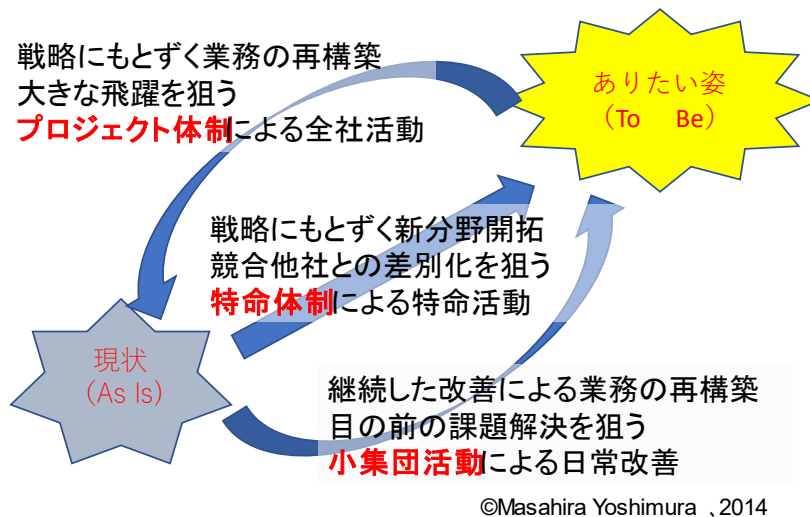 戦略にもとずく業務の再構築
大きな飛躍を狙う
プロジェクト体制による全社活動
ありたい姿
（To Be）
戦略にもとずく新分野開拓
競合他社との差別化を狙う
特命体制による特命活動
現状
（As Is）
継続した改善による業務の再構築
目の前の課題解決を狙う
小集団活動による日常改善
©Masahira Yoshimura ,2014